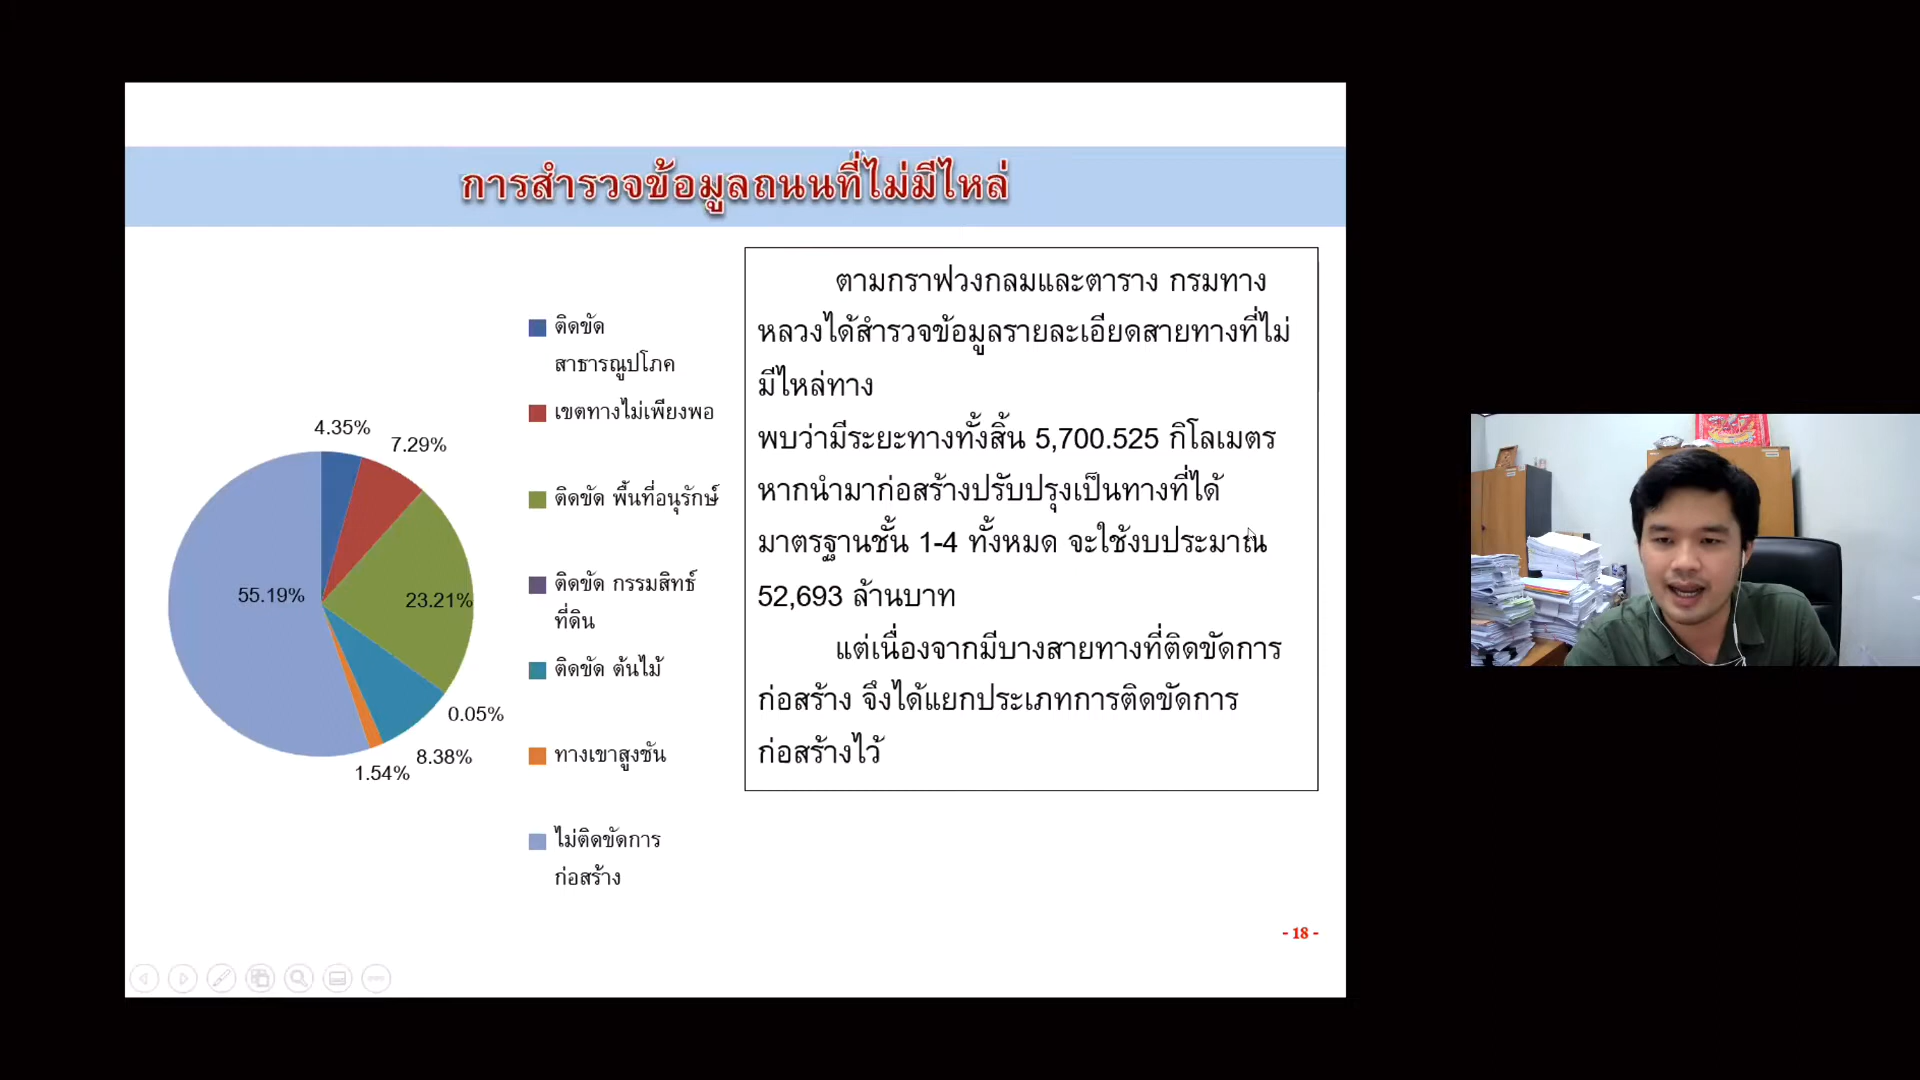 การสำรวจข้อมูลถนนที่ไม่มีไหล่
4.35%
7.29%
55.19%
23.21%
0.05%
8.38%
1.54%
ติดขัด
สาธารณูปโภค
เขตทางไม่เพียงพอ
ติดขัด พื้นที่อนุรักษ์
ติดขัด กรรมสิทธ์
ที่ดิน
ติดขัด ต้นไม้
ทางเขาสูงชัน
ไม่ติดขัดการ
ก่อสร้าง
ตามกราฟวงกลมและตาราง กรมทาง
หลวงได้สำรวจข้อมูลรายละเอียดสายทางที่ไม่
มีไหล่ทาง
พบว่ามีระยะทางทั้งสิ้น 5,700.525 กิโลเมตร
หากนำมาก่อสร้างปรับปรุงเป็นทางที่ได้
มาตรฐานชั้น 1-4 ทั้งหมด จะใช้งบประมาณ
52,693 ล้านบาท
แต่เนื่องจากมีบางสายทางที่ติดขัดการ
ก่อสร้าง จึงได้แยกประเภทการติดขัดการ
ก่อสร้างไว้
- 18 -